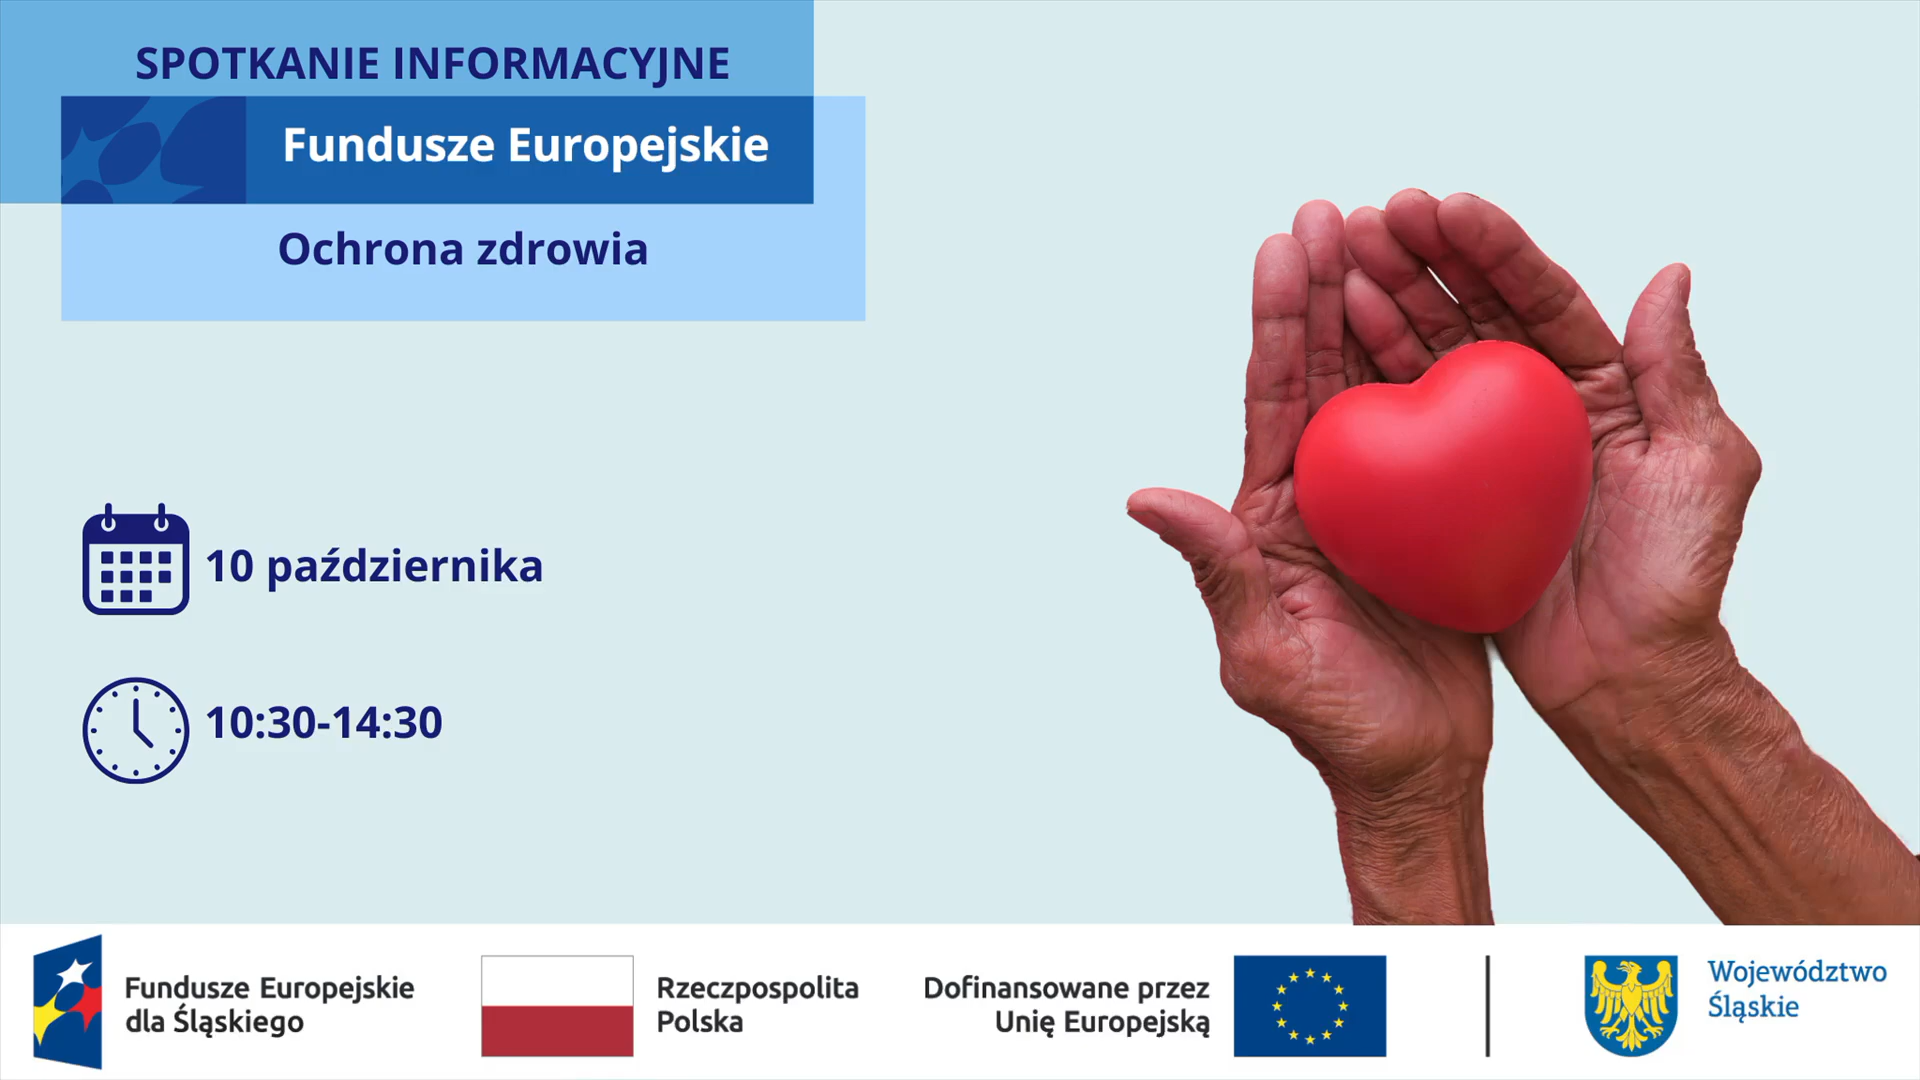 SPOTKANIE INFORMACYJNE
Fundusze Europejskie
Ochrona zdrowia
10 października
10:30-14:30
Fundusze Europejskie
dla Śląskiego
Rzeczpospolita
Polska
Dofinansowane przez
Unię Europejską
Województwo
Śląskie